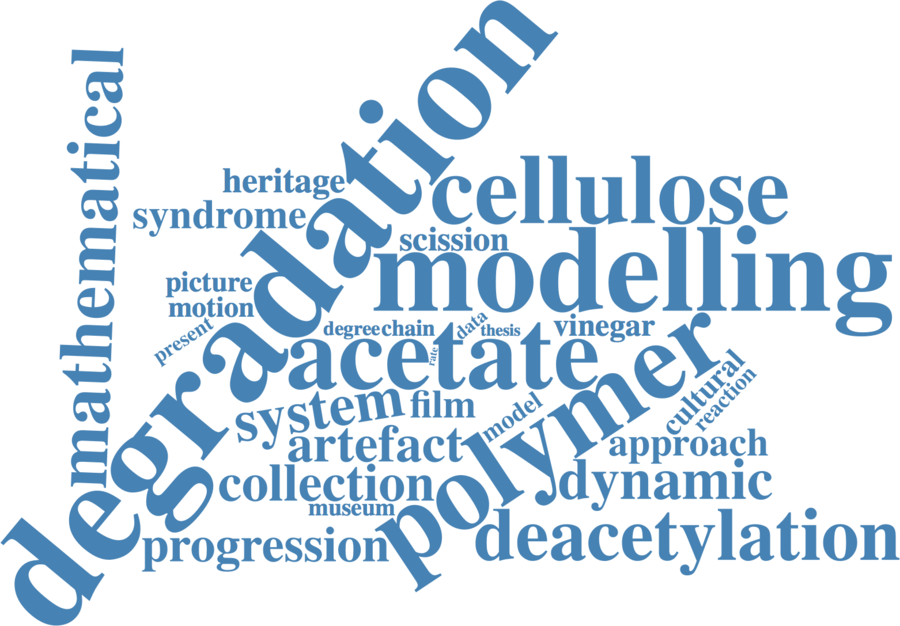 mathematical
degradation
heritage
cellulose
syndrome
scission
modelling
picture
motion
present
degree
chain
data
thesis
vinegar
rate
acetate
polymer
system
film
model
cultural
reaction
artefact
approach
collection
dynamic
museum
progression
deacetylation